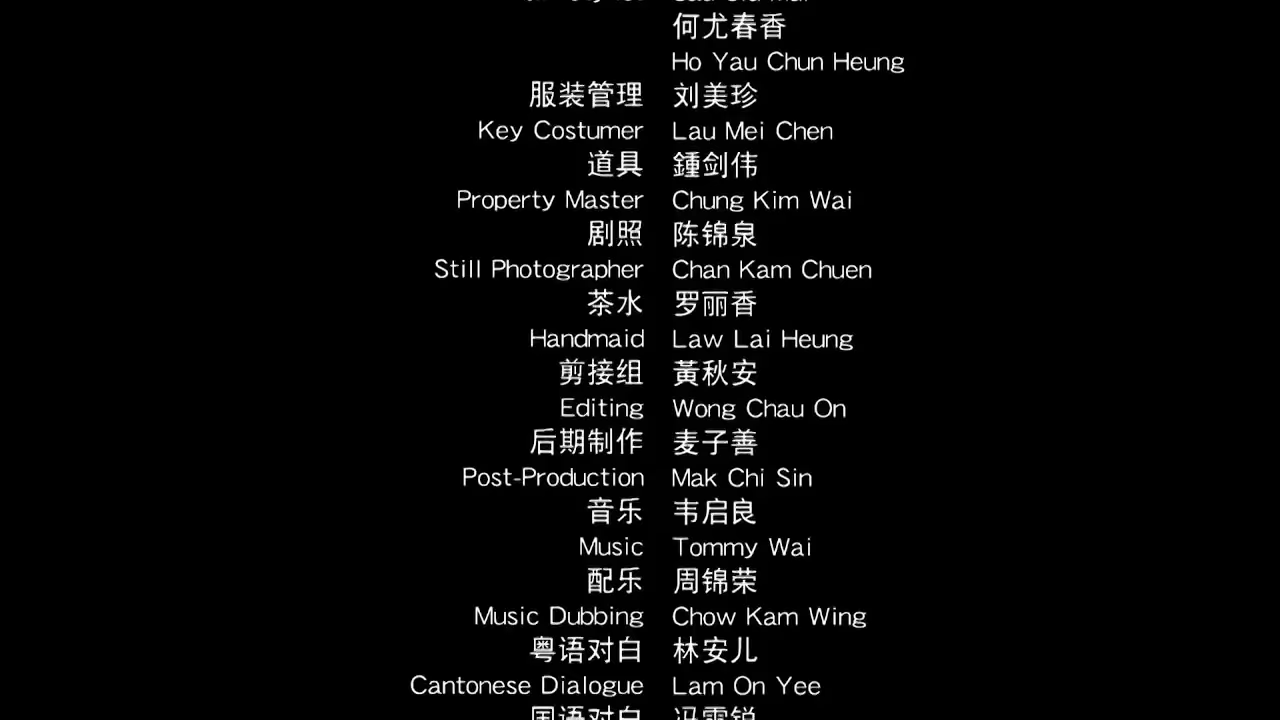 何尤春香
Ho Yau Chun Heung
服装管理 刘美珍
Key Costumer Lau Mei Chen
道具 鍾剑伟
Property Master Chung Kim Wai
剧照 陈锦泉
Still Photographer Chan Kam Chuen
茶水 罗丽香
Handmaid Law Lai Heung
剪接组 黃秋安
Editing Wong Chau On
后期制作 麦子善
Post-Production Mak Chi Sin
音乐 韦启良
Music Tommy Wai
配乐 周锦荣
Music Dubbing Chow Kam Wing
粤语对白 林安儿
Cantonese Dialogue Lam On Yee
国语对白